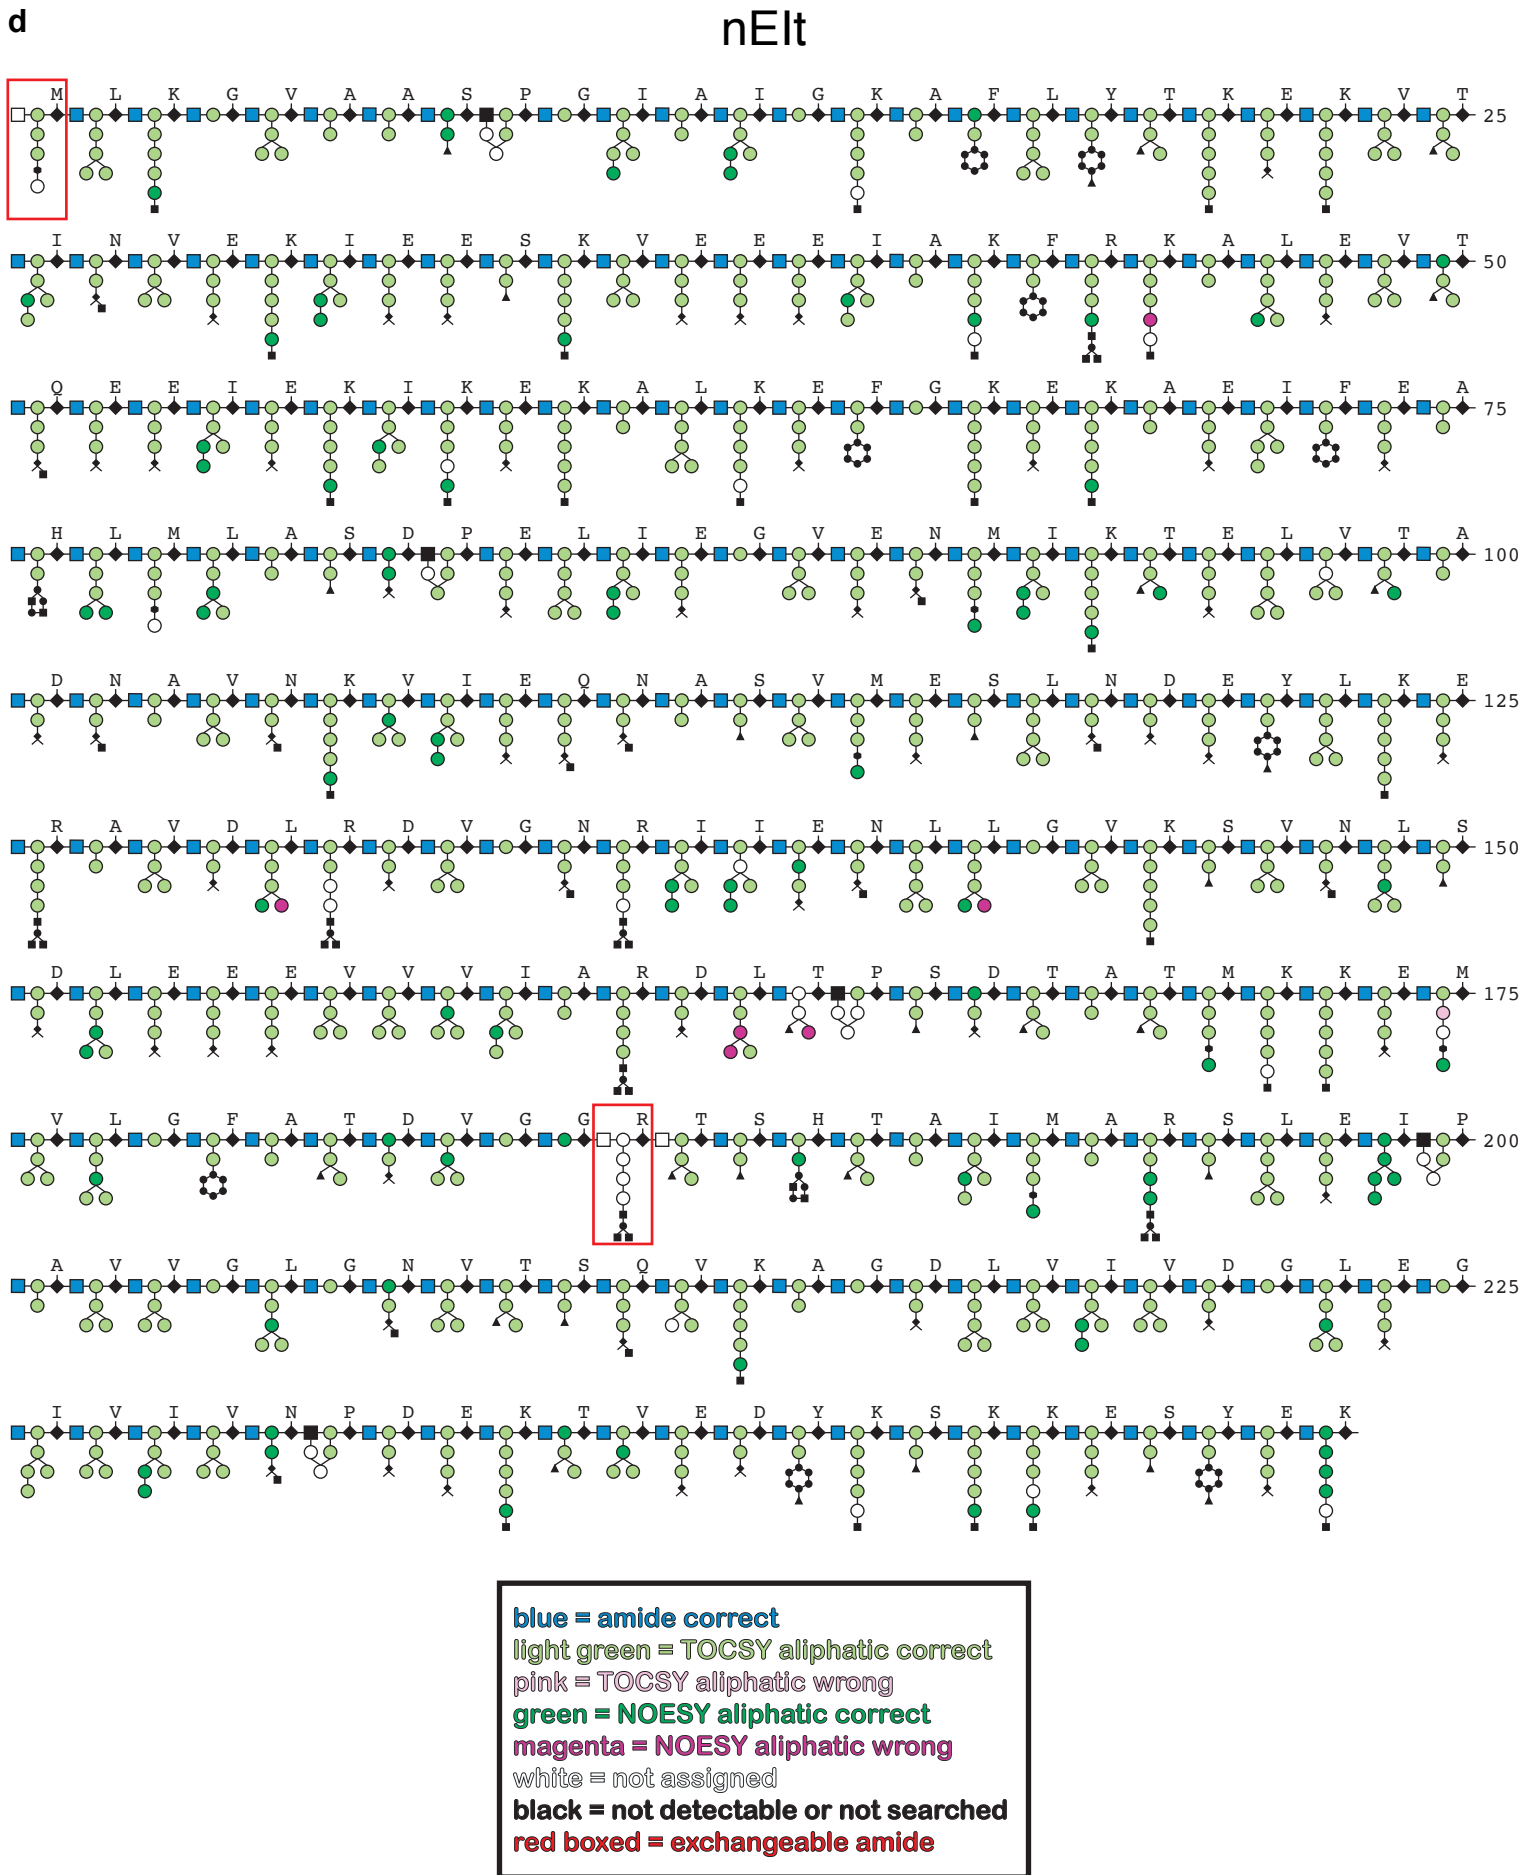 d
nEIt
M L K G V A A S P G I A I G K A F L Y T K E K V T 25
I N V E K I E E S K V E E E I A K F R K A L E V T 50
Q E E I E K I K E K A L K E F G K E K A E I F E A 75
H L M L A S D P E L I E G V E N M I K T E L V T A 100
D N A V N K V I E Q N A S V M E S L N D E Y L K E 125
R A V D L R D V G N R I I E N L L G V K S V N L S 150
D L E E E V V V I A R D L T P S D T A T M K K E M 175
V L G F A T D V G G R T S H T A I M A R S L E I P 200
A V V G L G N V T S Q V K A G D L V I V D G L E G 225
I V I V N P D E K T V E D Y K S K K E S Y E K
blue = amide correct
light green = TOCSY aliphatic correct
pink = TOCSY aliphatic wrong
green = NOESY aliphatic correct
magenta = NOESY aliphatic wrong
white = not assigned
black = not detectable or not searched
red boxed = exchangeable amide